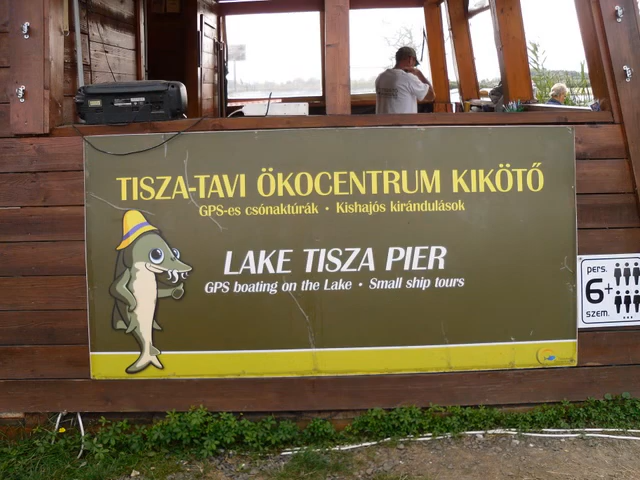 TISZA-TAVI ÖKOCENTRUM KIKÖTŐ
GPS-es csónaktúrák • Kishajós kirándulások
LAKE TISZA PIER
GPS boating on the Lake • Small ship tours
pers.
6+
szem.
...